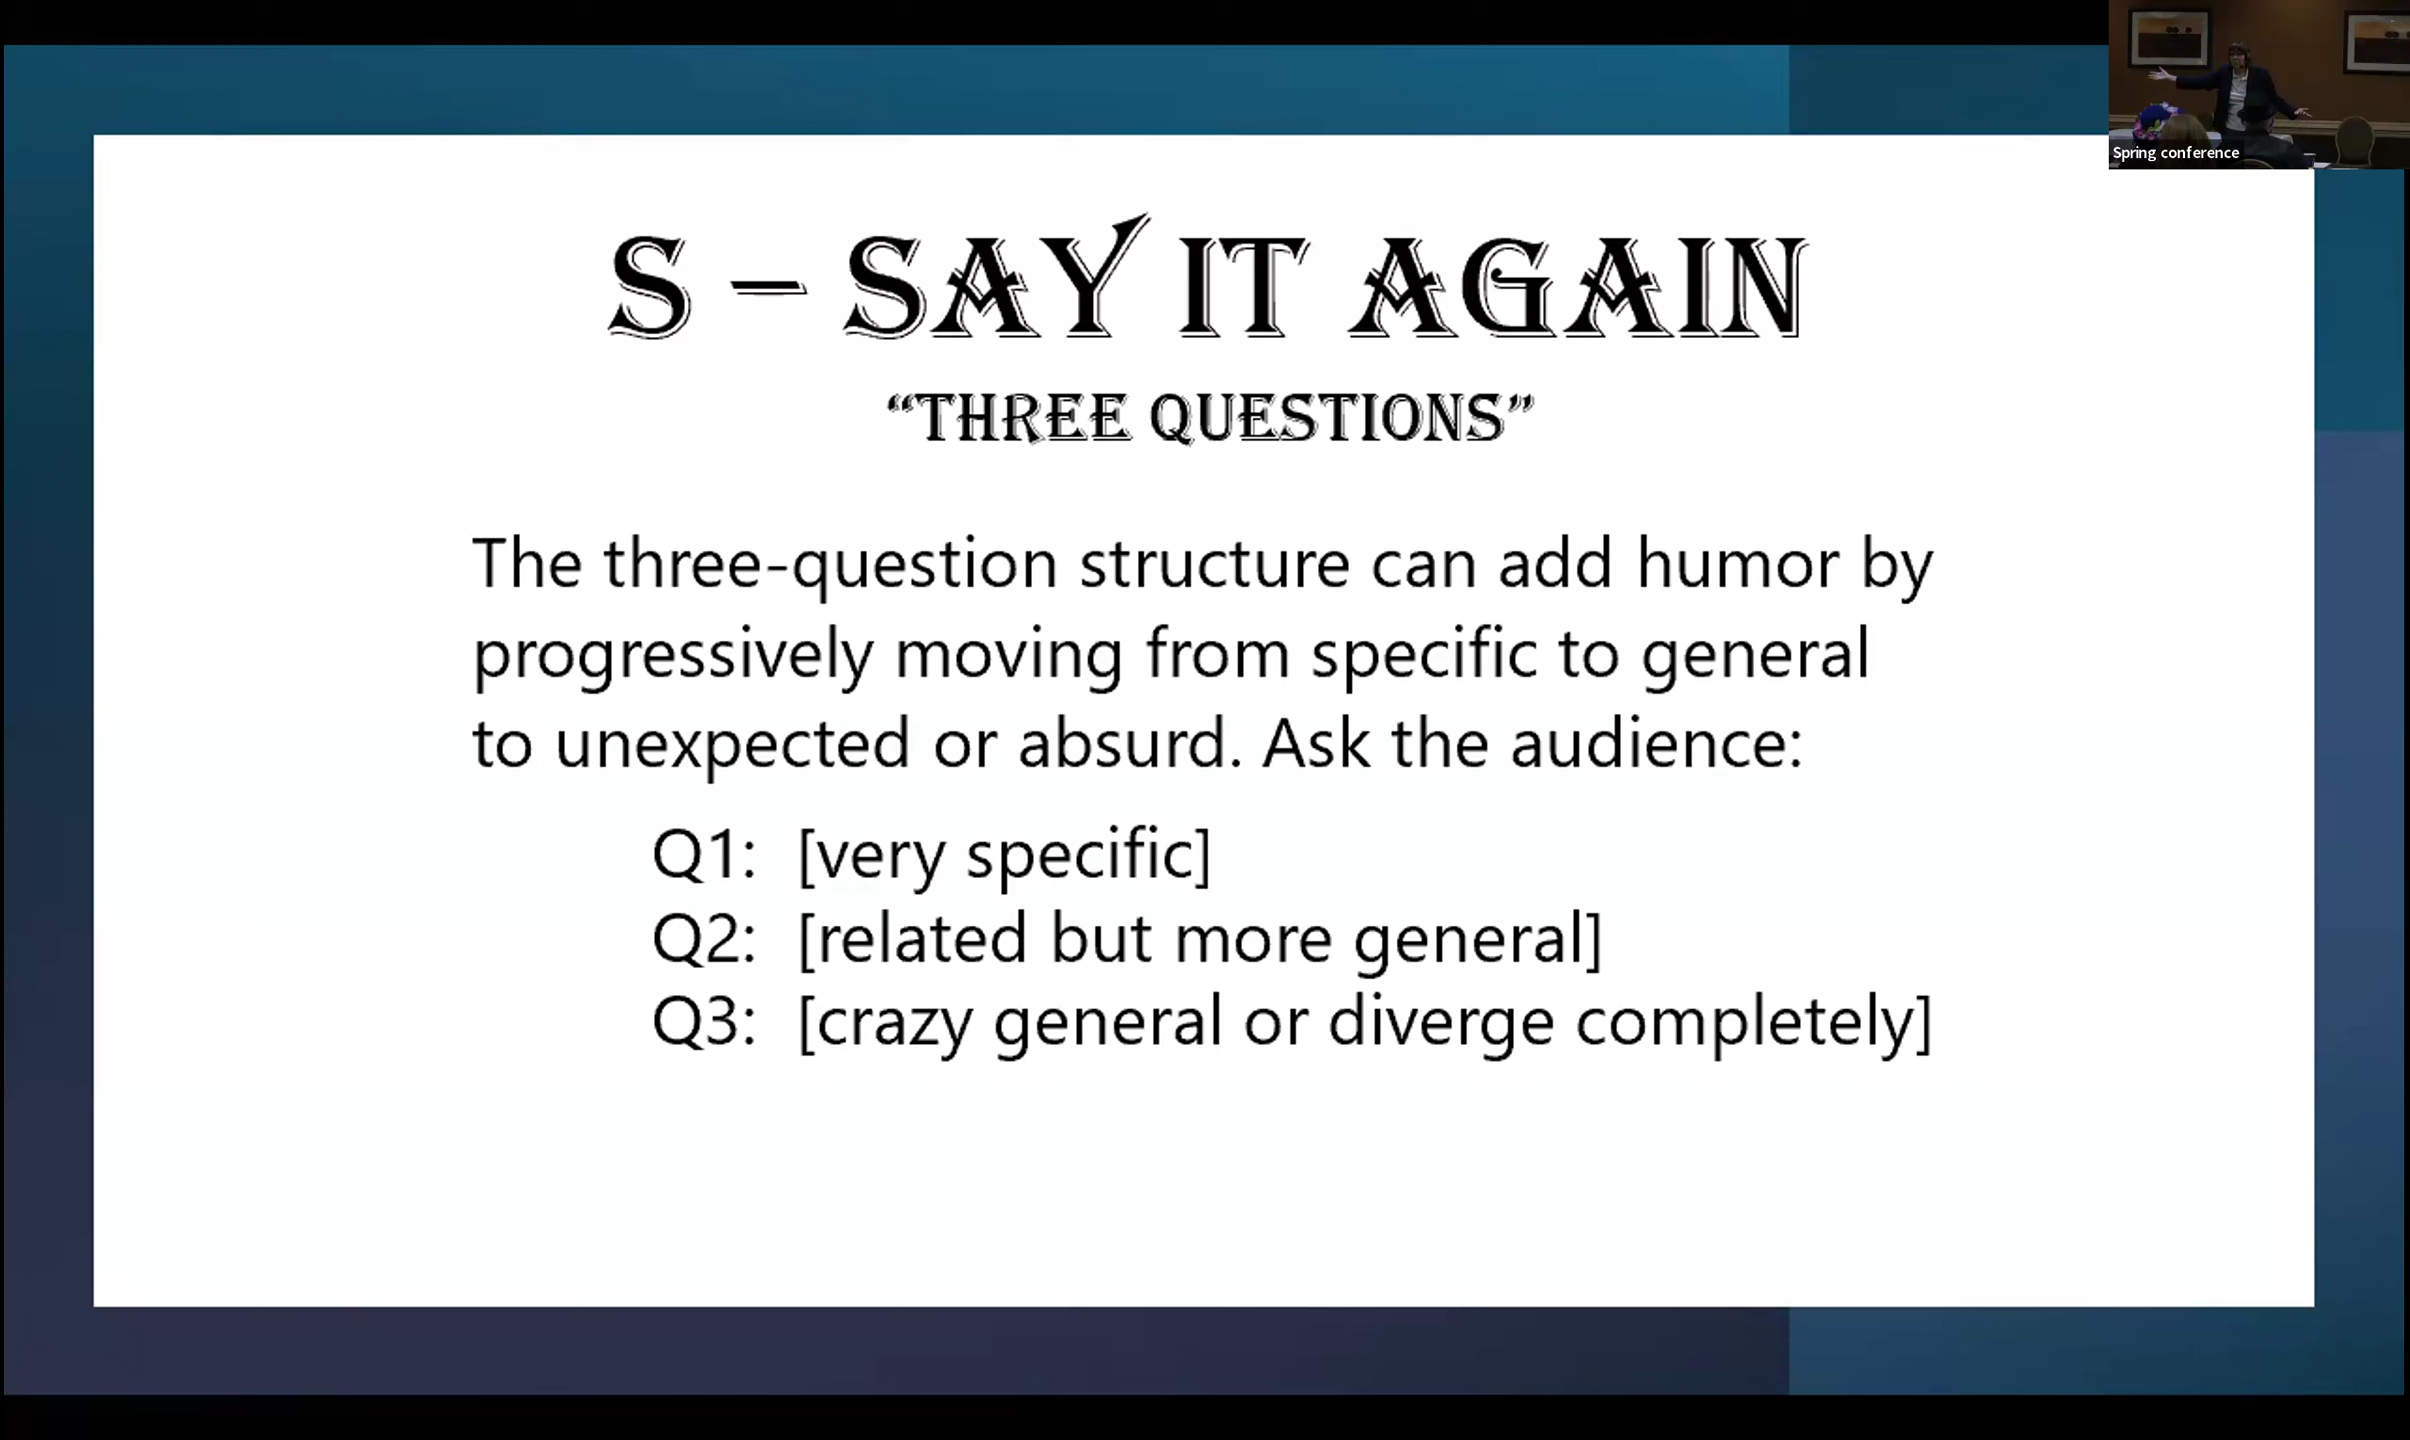 Spring conference
S – SAY IT AGAIN
“THREE QUESTIONS”
The three-question structure can add humor by
progressively moving from specific to general
to unexpected or absurd. Ask the audience:
Q1: [very specific]
Q2: [related but more general]
Q3: [crazy general or diverge completely]